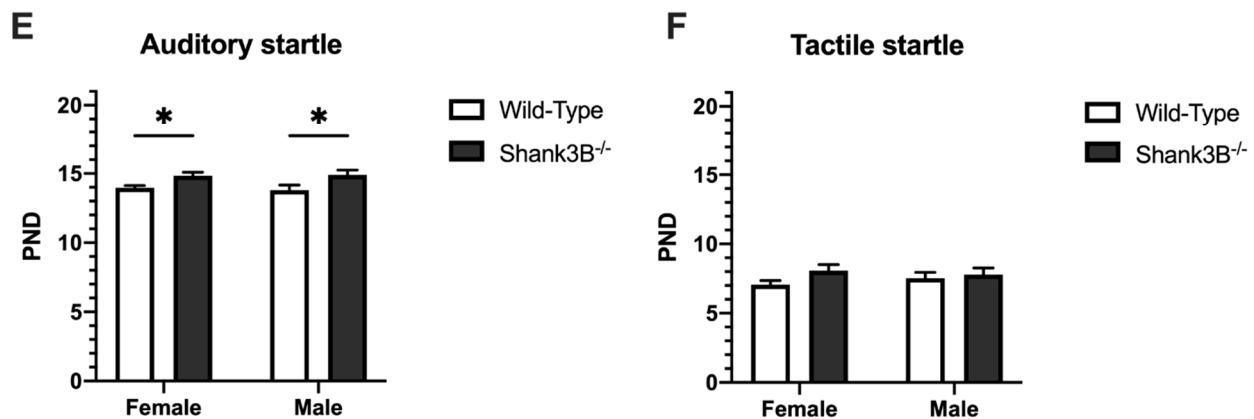 E
Auditory startle
20
15
10
5
0
PND
* *
Female Male
Wild-Type
Shank3B-/-
F
Tactile startle
20
15
10
5
0
PND
Female Male
Wild-Type
Shank3B-/-